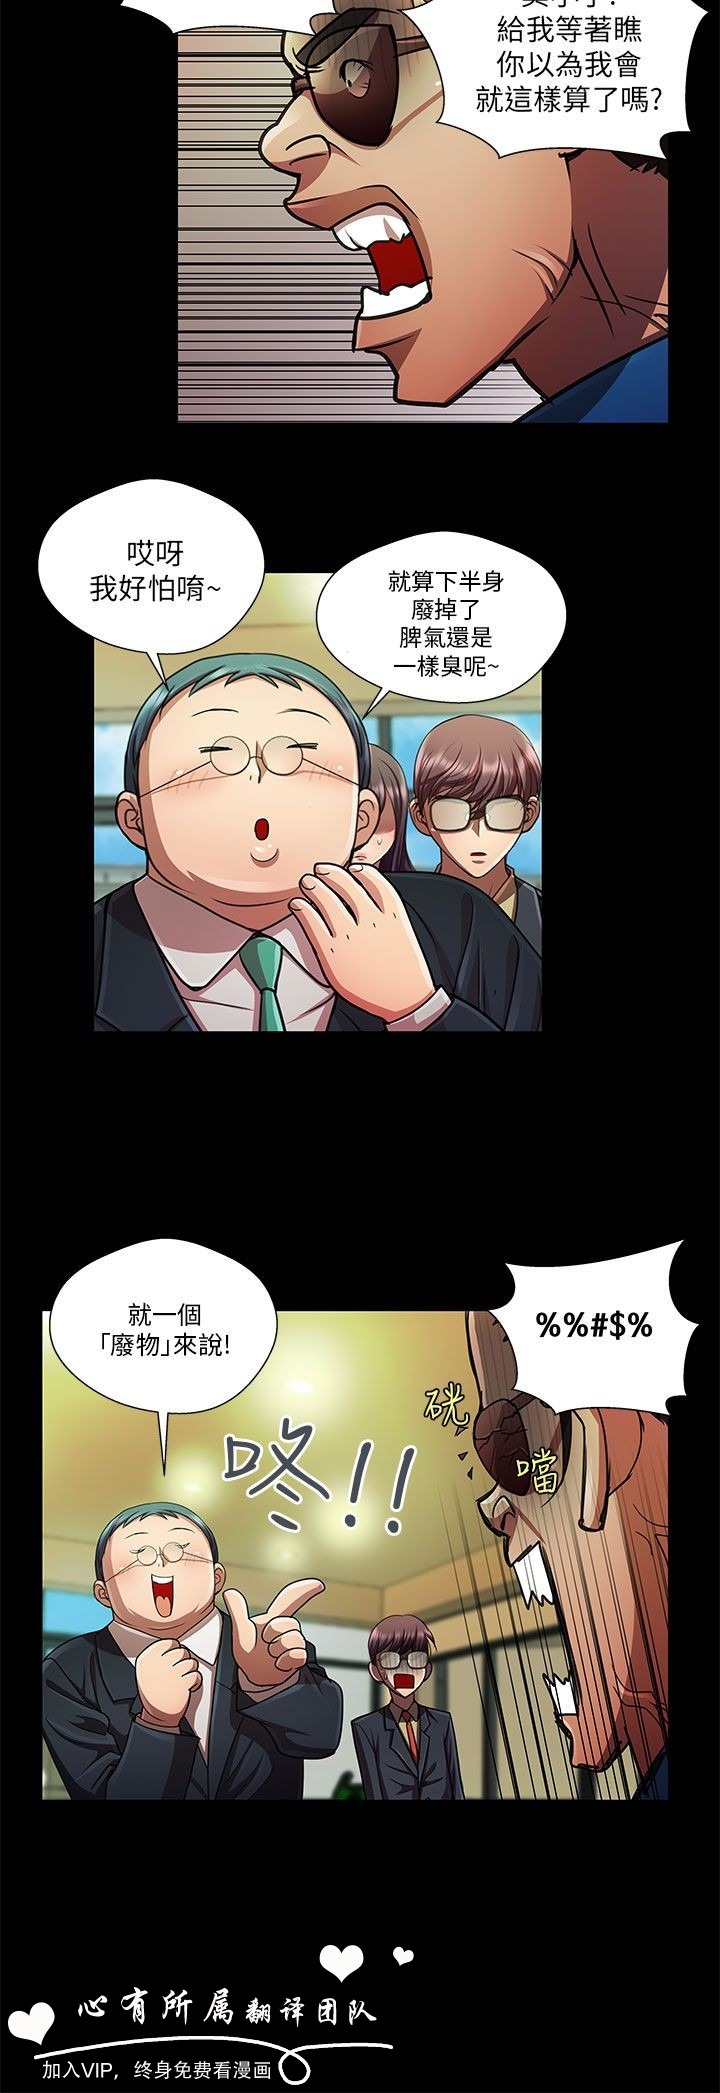 給我等著瞧
你以為我會
就這樣算了嗎?
哎呀
我好怕唷~
就算下半身
廢掉了
脾氣還是
一樣臭呢~
就一個
「廢物」來說!
%%#$%
硄
噹
咚!!
心有所属翻译团队
加入VIP，终身免费看漫画